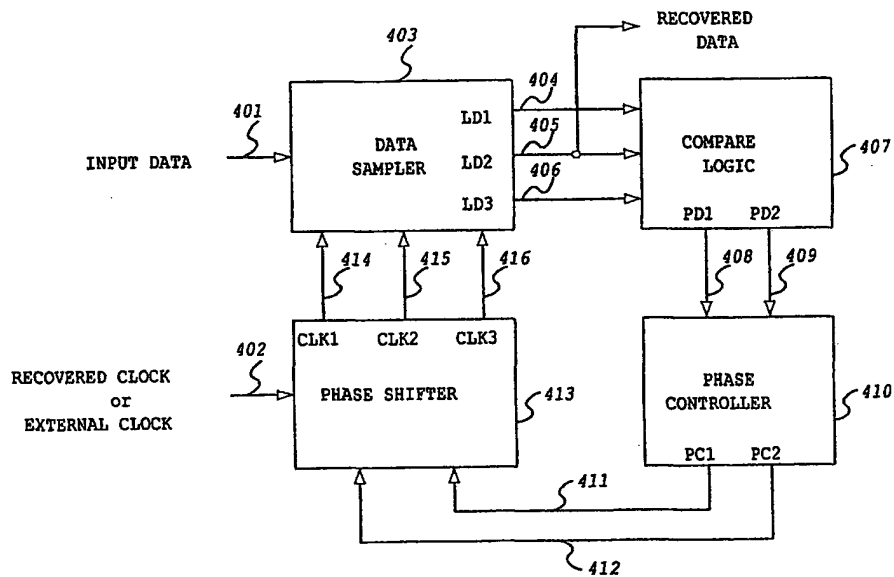 RECOVERED
DATA
403
404
401
LD1
405
DATA
SAMPLER
COMPARE
LOGIC
INPUT DATA
LD2
407
406
LD3
PD1 PD2
414
415
416
408
409
402
CLK1 CLK2 CLK3
RECOVERED CLOCK
or
EXTERNAL CLOCK
PHASE SHIFTER
413
PHASE
CONTROLLER
410
PC1 PC2
411
412